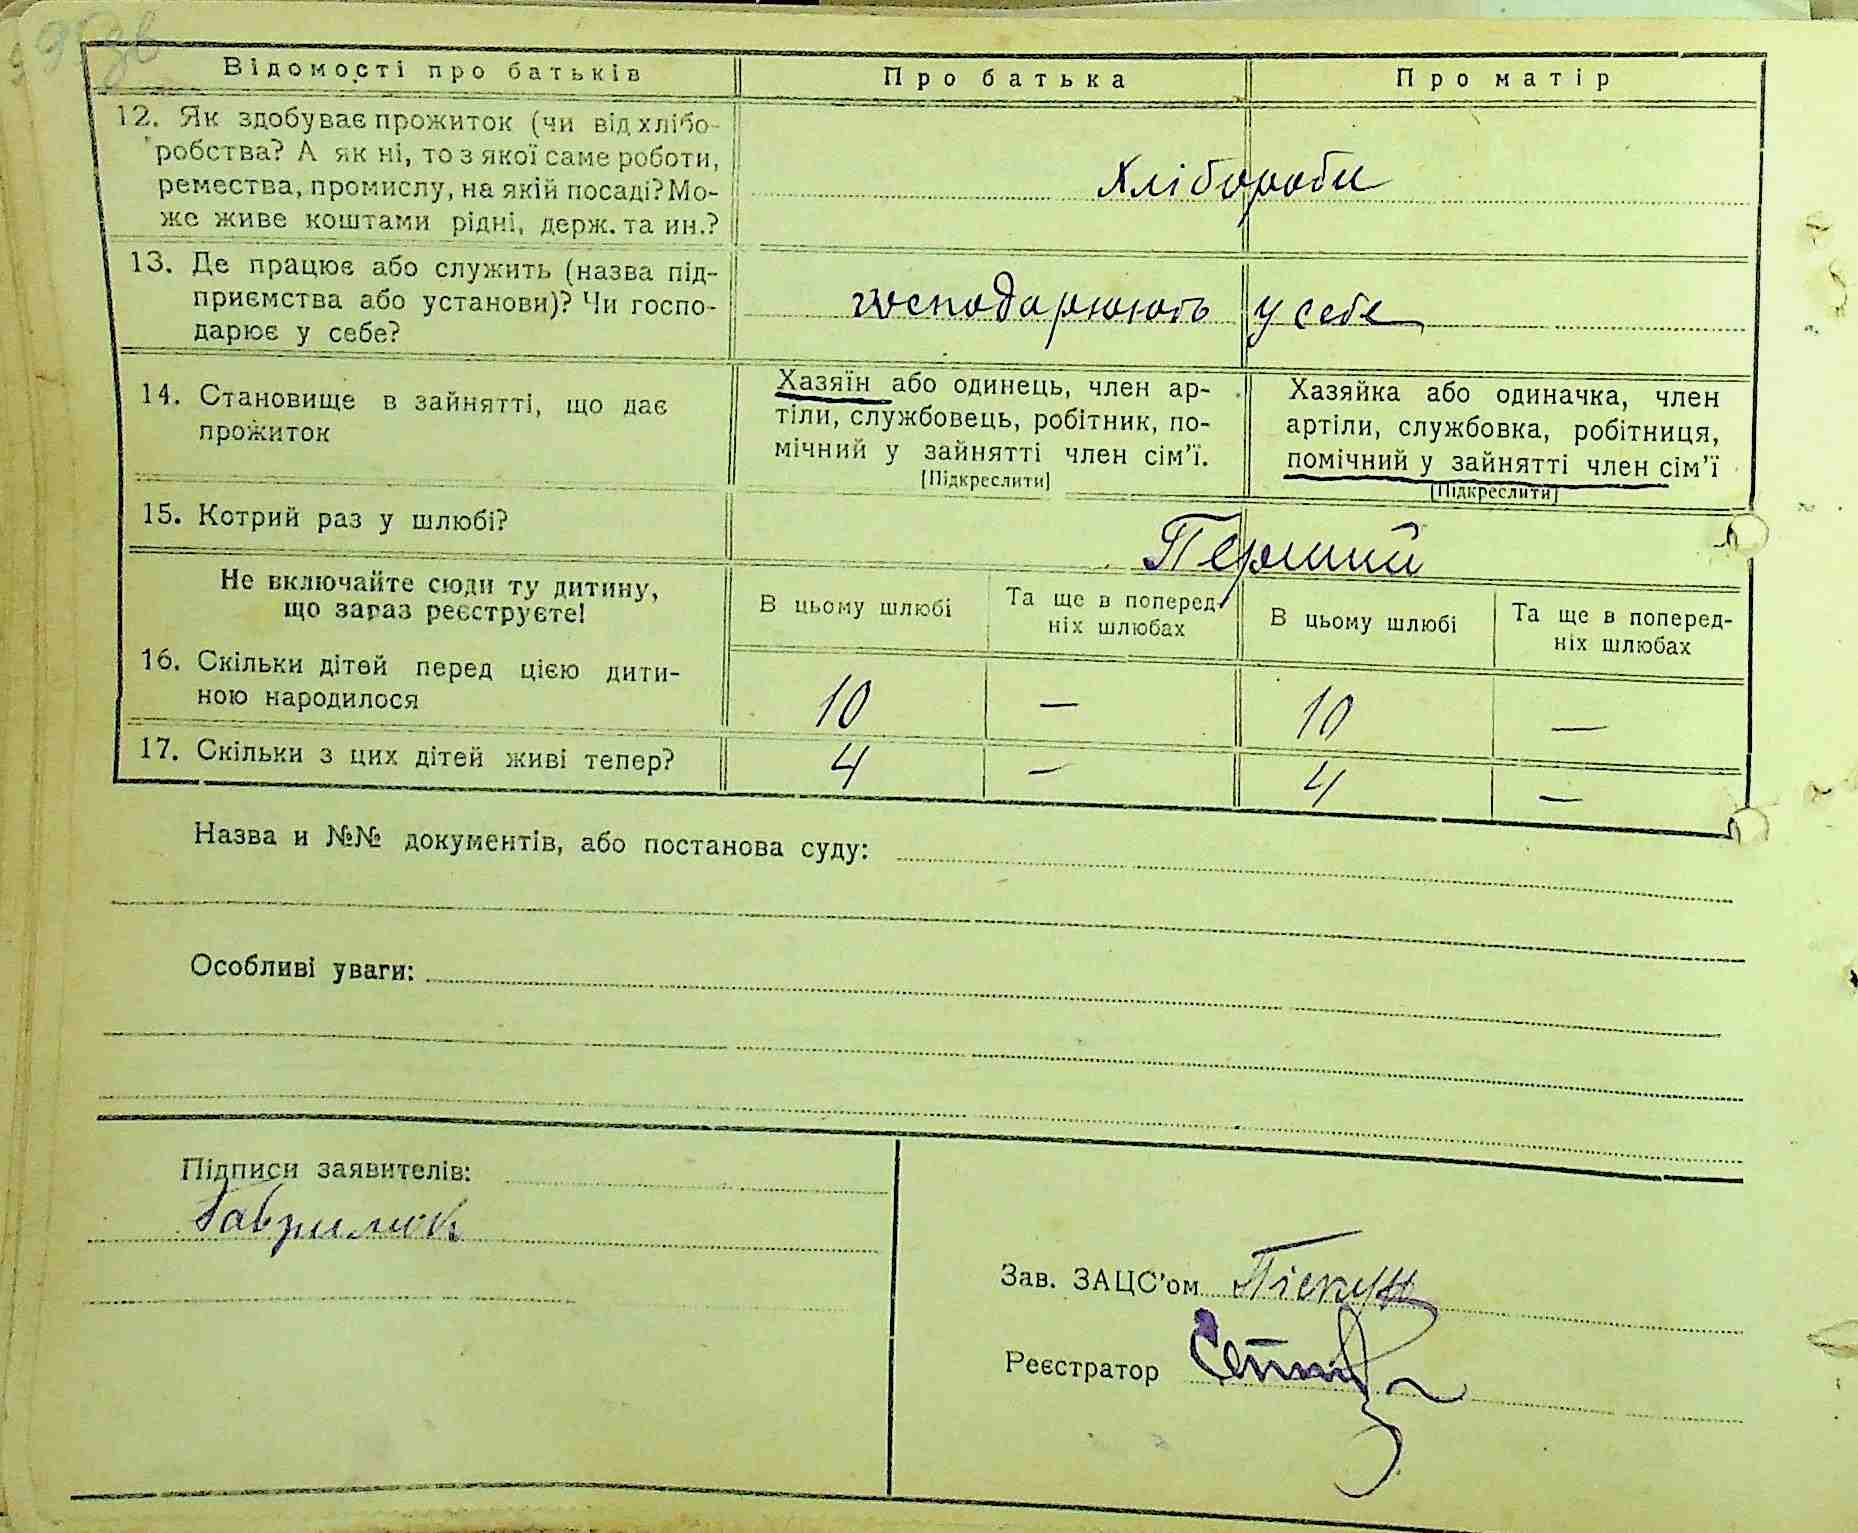 Відомості про батьків
Про батька
Про матір
12. Як здобуває прожиток (чи від хлібо-
робства? А як ні, то з якої саме роботи,
ремества, промислу, на якій посаді? Мо-
же живе коштами рідні, держ. та ин.?
Хлібороби
13. Де працює або служить (назва під-
приємства або установи)? Чи госпо-
дарює у себе?
господарюють у себе
14. Становище в зайнятті, що дає
прожиток
Хазяїн або одинець, член ар-
тіли, службовець, робітник, по-
мічний у зайнятті член сім’ї.
[Підкреслити]
Хазяйка або одиначка, член
артіли, службовка, робітниця,
помічний у зайнятті член сім’ї
[Підкреслити]
15. Котрий раз у шлюбі?
Перший
Не включайте сюди ту дитину,
що зараз реєструєте!
В цьому шлюбі
Та ще в поперед-
ніх шлюбах
В цьому шлюбі
Та ще в поперед-
ніх шлюбах
16. Скільки дітей перед цією дити-
ною народилося
10 — 10 —
17. Скільки з цих дітей живі тепер?
4 — 4 —
Назва и №№ документів, або постанова суду:
Особливі уваги:
Підписи заявителів:
Гаврилюк
Зав. ЗАЦС’ом Піскун
Реєстратор